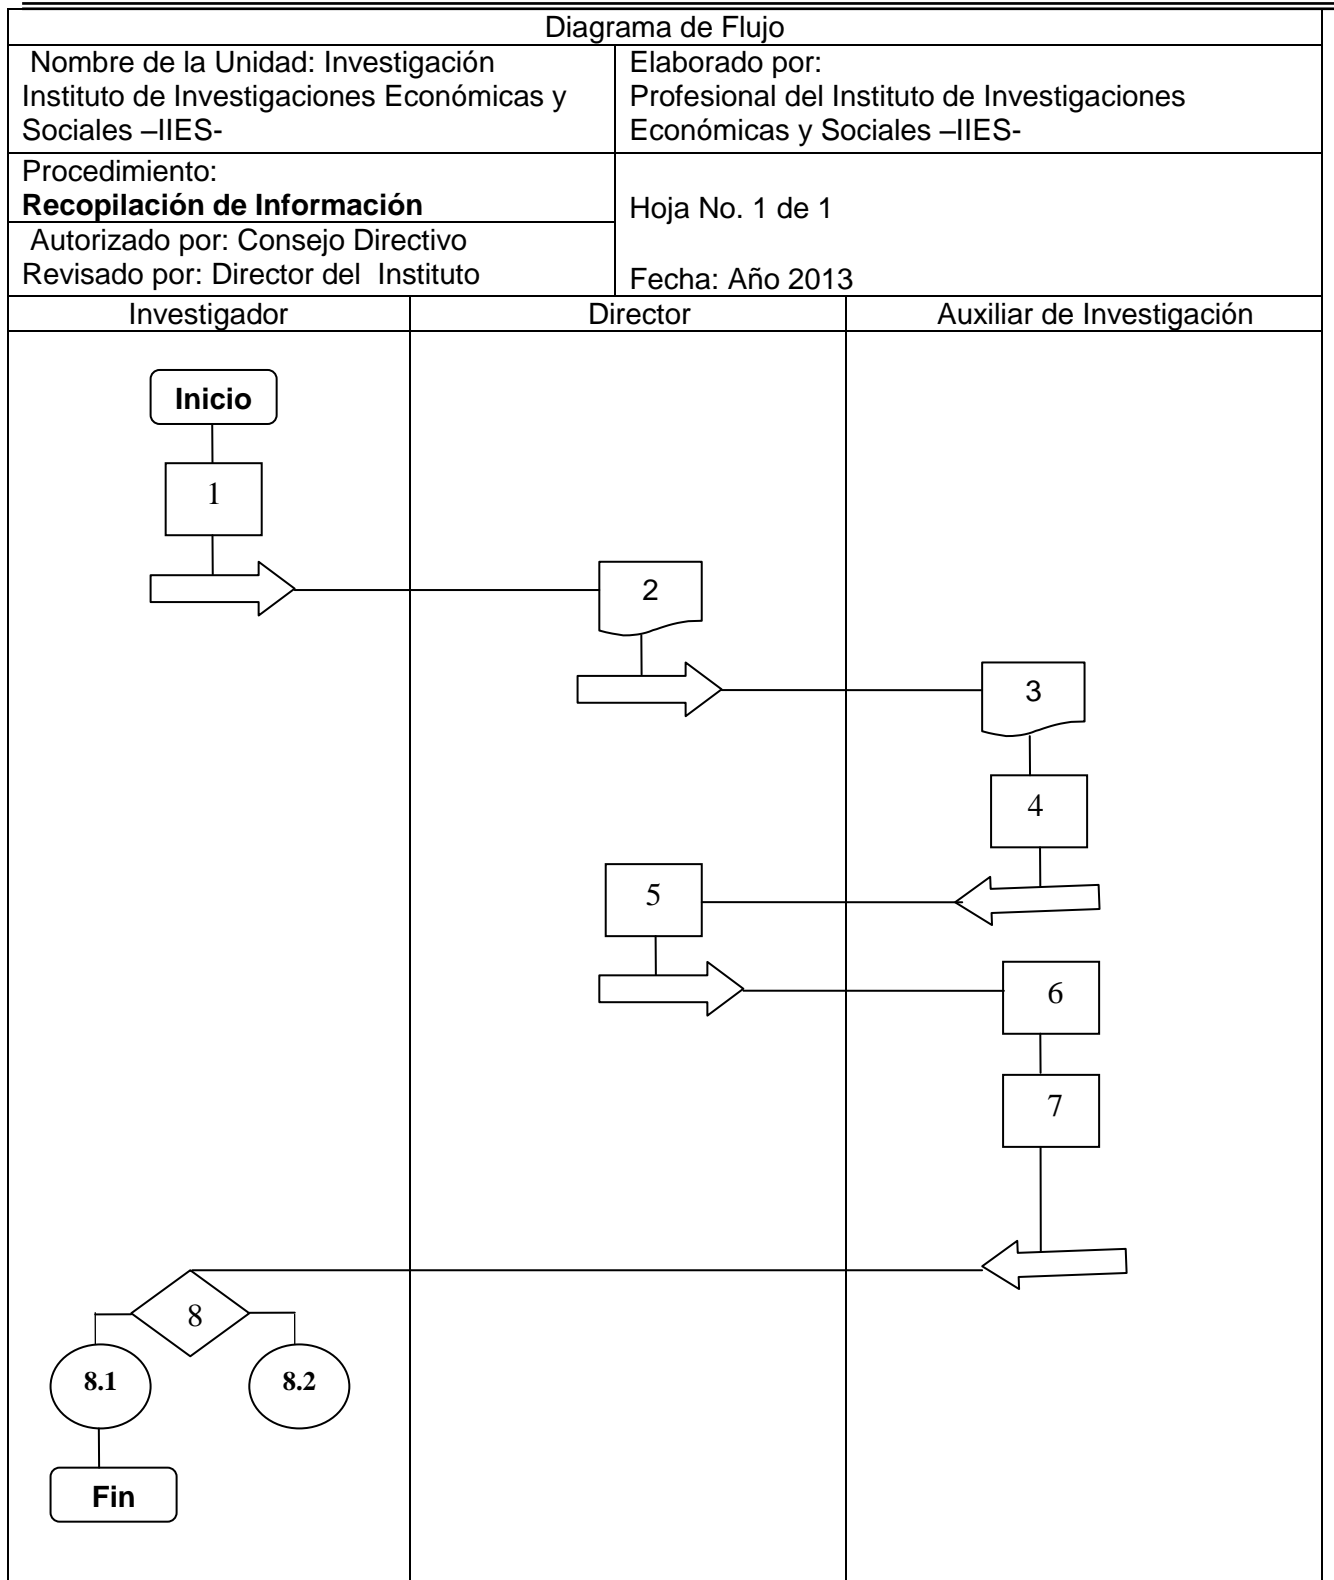 Diagrama de Flujo
Nombre de la Unidad: Investigación
Instituto de Investigaciones Económicas y
Sociales –IIES-
Elaborado por:
Profesional del Instituto de Investigaciones
Económicas y Sociales –IIES-
Procedimiento:
Recopilación de Información
Autorizado por: Consejo Directivo
Revisado por: Director del Instituto
Hoja No. 1 de 1
Fecha: Año 2013
Investigador
Director
Auxiliar de Investigación
Inicio
1
2
3
4
5
6
7
8
8.1
8.2
Fin